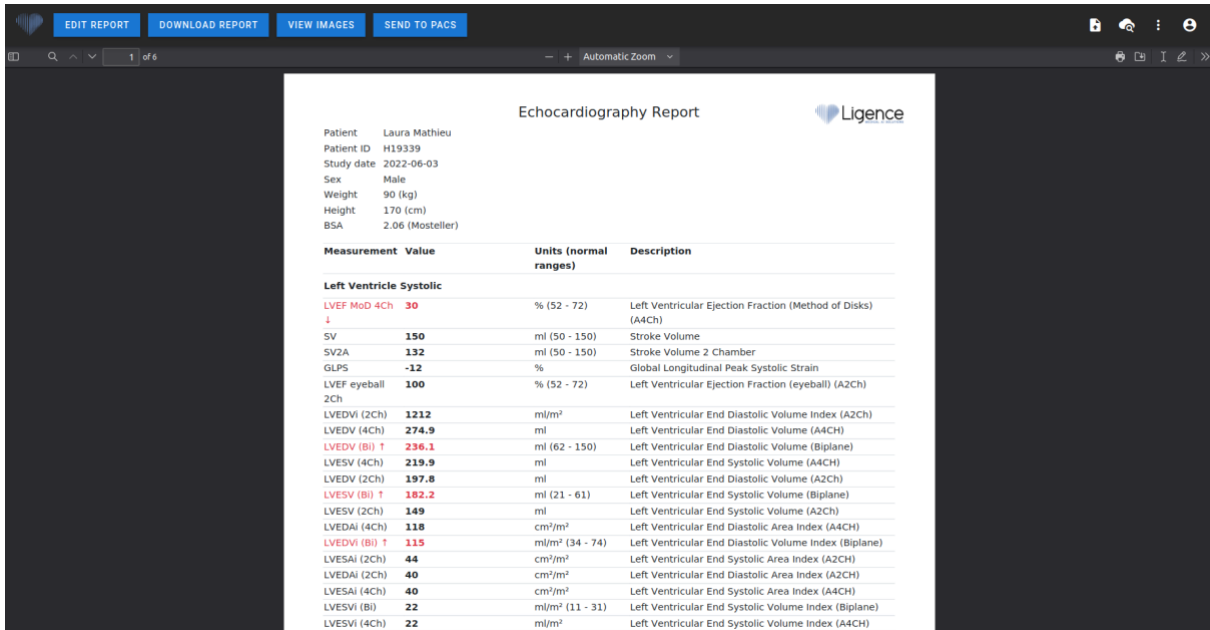 EDIT REPORT DOWNLOAD REPORT VIEW IMAGES SEND TO PACS
1 of 6 Automatic Zoom
Echocardiography Report
Ligence
Patient Laura Mathieu
Patient ID H19339
Study date 2022-06-03
Sex Male
Weight 90 (kg)
Height 170 (cm)
BSA 2.06 (Mosteller)
Measurement Value Units (normal ranges) Description
Left Ventricle Systolic
LVEF MoD 4Ch ↓ 30 % (52 - 72) Left Ventricular Ejection Fraction (Method of Disks) (A4Ch)
SV 150 ml (50 - 150) Stroke Volume
SV2A 132 ml (50 - 150) Stroke Volume 2 Chamber
GLPS -12 % Global Longitudinal Peak Systolic Strain
LVEF eyeball 2Ch 100 % (52 - 72) Left Ventricular Ejection Fraction (eyeball) (A2Ch)
LVEDVi (2Ch) 1212 ml/m² Left Ventricular End Diastolic Volume Index (A2Ch)
LVEDV (4Ch) 274.9 ml Left Ventricular End Diastolic Volume (A4CH)
LVEDV (Bi) ↑ 236.1 ml (62 - 150) Left Ventricular End Diastolic Volume (Biplane)
LVESV (4Ch) 219.9 ml Left Ventricular End Systolic Volume (A4CH)
LVEDV (2Ch) 197.8 ml Left Ventricular End Diastolic Volume (A2Ch)
LVESV (Bi) ↑ 182.2 ml (21 - 61) Left Ventricular End Systolic Volume (Biplane)
LVESV (2Ch) 149 ml Left Ventricular End Systolic Volume (A2Ch)
LVEDAi (4Ch) 118 cm²/m² Left Ventricular End Diastolic Area Index (A4CH)
LVEDVi (Bi) ↑ 115 ml/m² (34 - 74) Left Ventricular End Diastolic Volume Index (Biplane)
LVESAi (2Ch) 44 cm²/m² Left Ventricular End Systolic Area Index (A2CH)
LVEDAi (2Ch) 40 cm²/m² Left Ventricular End Diastolic Area Index (A2CH)
LVESAi (4Ch) 40 cm²/m² Left Ventricular End Systolic Area Index (A4CH)
LVESVi (Bi) 22 ml/m² (11 - 31) Left Ventricular End Systolic Volume Index (Biplane)
LVESVi (4Ch) 22 ml/m² Left Ventricular End Systolic Volume Index (A4CH)